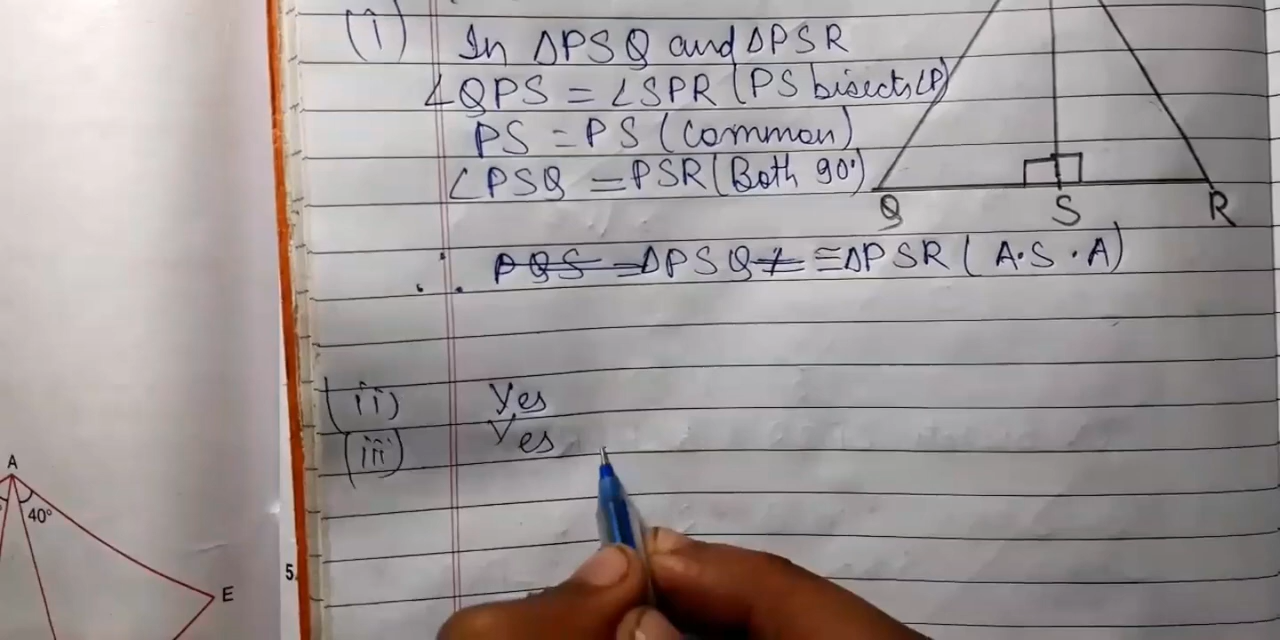 (i) In ΔPSQ and ΔPSR
∠QPS = ∠SPR (PS bisects ∠P)
PS = PS (Common)
∠PSQ = PSR (Both 90°)
Q S R
∴ PQS = ΔPSQ ≠ ≅ ΔPSR (A.S.A)
(ii) Yes
(iii) Yes
A
40°
E
5.